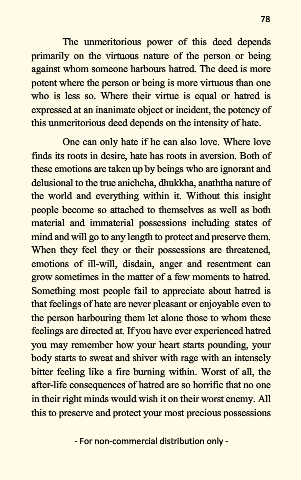 78
The unmeritorious power of this deed depends
primarily on the virtuous nature of the person or being
against whom someone harbours hatred. The deed is more
potent where the person or being is more virtuous than one
who is less so. Where their virtue is equal or hatred is
expressed at an inanimate object or incident, the potency of
this unmeritorious deed depends on the intensity of hate.
One can only hate if he can also love. Where love
finds its roots in desire, hate has roots in aversion. Both of
these emotions are taken up by beings who are ignorant and
delusional to the true anichcha, dhukkha, anaththa nature of
the world and everything within it. Without this insight
people become so attached to themselves as well as both
material and immaterial possessions including states of
mind and will go to any length to protect and preserve them.
When they feel they or their possessions are threatened,
emotions of ill-will, disdain, anger and resentment can
grow sometimes in the matter of a few moments to hatred.
Something most people fail to appreciate about hatred is
that feelings of hate are never pleasant or enjoyable even to
the person harbouring them let alone those to whom these
feelings are directed at. If you have ever experienced hatred
you may remember how your heart starts pounding, your
body starts to sweat and shiver with rage with an intensely
bitter feeling like a fire burning within. Worst of all, the
after-life consequences of hatred are so horrific that no one
in their right minds would wish it on their worst enemy. All
this to preserve and protect your most precious possessions
- For non-commercial distribution only -